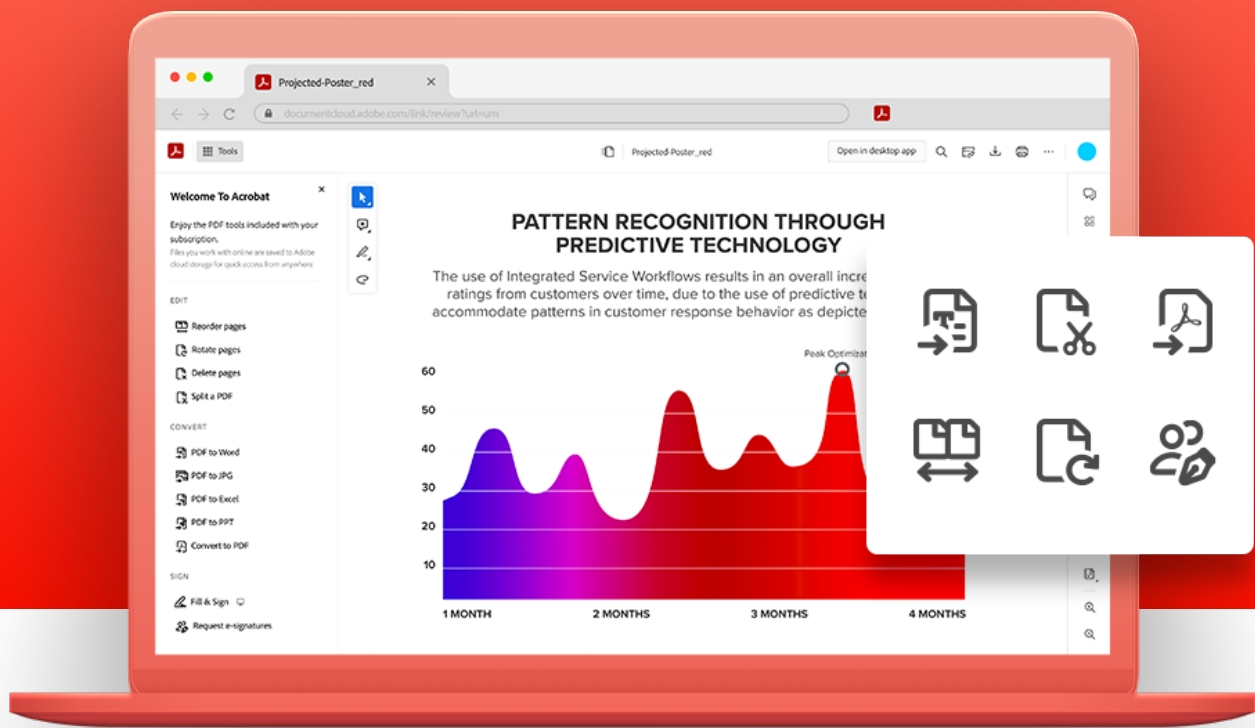 Projected-Poster_red
documentcloud.adobe.com/link/review?url=um
Tools
Projected-Poster_red
Open in desktop app
Welcome To Acrobat
Enjoy the PDF tools included with your
subscription.
Files you work with online are saved to Adobe
cloud storage for quick access from anywhere
EDIT
Reorder pages
Rotate pages
Delete pages
Split a PDF
CONVERT
PDF to Word
PDF to JPG
PDF to Excel
PDF to PPT
Convert to PDF
SIGN
Fill & Sign
Request e-signatures
PATTERN RECOGNITION THROUGH
PREDICTIVE TECHNOLOGY
The use of Integrated Service Workflows results in an overall incre
ratings from customers over time, due to the use of predictive te
accommodate patterns in customer response behavior as depicte
Peak Optimizat
60
50
40
30
20
10
1 MONTH
2 MONTHS
3 MONTHS
4 MONTHS
T